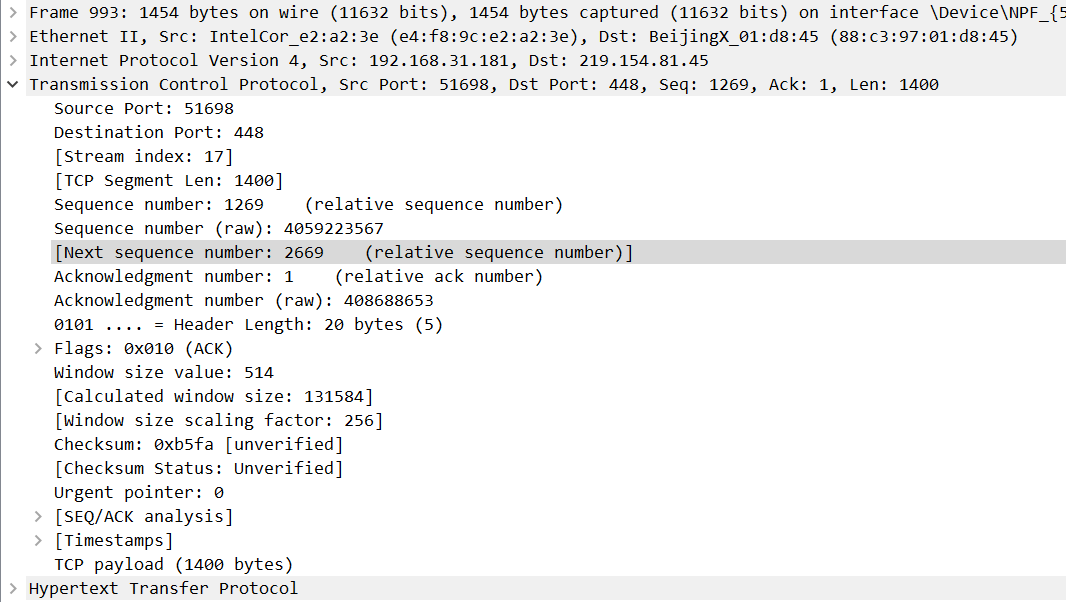 Frame 993: 1454 bytes on wire (11632 bits), 1454 bytes captured (11632 bits) on interface \Device\NPF_{5
Ethernet II, Src: IntelCor_e2:a2:3e (e4:f8:9c:e2:a2:3e), Dst: BeijingX_01:d8:45 (88:c3:97:01:d8:45)
Internet Protocol Version 4, Src: 192.168.31.181, Dst: 219.154.81.45
Transmission Control Protocol, Src Port: 51698, Dst Port: 448, Seq: 1269, Ack: 1, Len: 1400
Source Port: 51698
Destination Port: 448
[Stream index: 17]
[TCP Segment Len: 1400]
Sequence number: 1269    (relative sequence number)
Sequence number (raw): 4059223567
[Next sequence number: 2669    (relative sequence number)]
Acknowledgment number: 1    (relative ack number)
Acknowledgment number (raw): 408688653
0101 .... = Header Length: 20 bytes (5)
Flags: 0x010 (ACK)
Window size value: 514
[Calculated window size: 131584]
[Window size scaling factor: 256]
Checksum: 0xb5fa [unverified]
[Checksum Status: Unverified]
Urgent pointer: 0
[SEQ/ACK analysis]
[Timestamps]
TCP payload (1400 bytes)
Hypertext Transfer Protocol